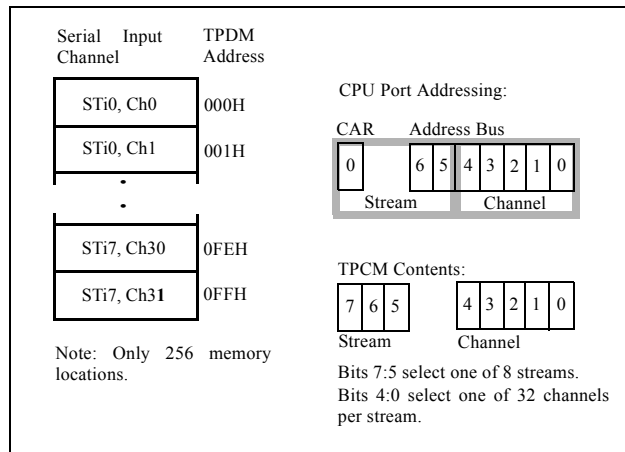 Serial Input Channel
TPDM Address
STi0, Ch0
000H
STi0, Ch1
001H
STi7, Ch30
0FEH
STi7, Ch31
0FFH
Note: Only 256 memory
locations.
CPU Port Addressing:
CAR Address Bus
0 6 5 4 3 2 1 0
Stream Channel
TPCM Contents:
7 6 5 4 3 2 1 0
Stream Channel
Bits 7:5 select one of 8 streams.
Bits 4:0 select one of 32 channels
per stream.